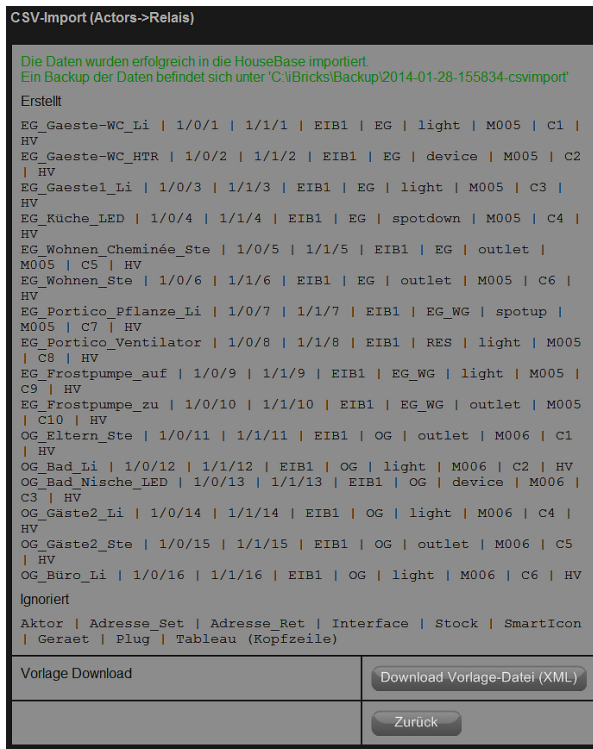 CSV-Import (Actors->Relais)
Die Daten wurden erfolgreich in die HouseBase importiert.
Ein Backup der Daten befindet sich unter 'C:\iBricks\Backup\2014-01-28-155834-csvimport'
Erstellt
EG_Gaeste-WC_Li | 1/0/1 | 1/1/1 | EIB1 | EG | light | M005 | C1 |
HV
EG_Gaeste-WC_HTR | 1/0/2 | 1/1/2 | EIB1 | EG | device | M005 | C2
| HV
EG_Gaeste1_Li | 1/0/3 | 1/1/3 | EIB1 | EG | light | M005 | C3 |
HV
EG_Küche_LED | 1/0/4 | 1/1/4 | EIB1 | EG | spotdown | M005 | C4 |
HV
EG_Wohnen_Cheminée_Ste | 1/0/5 | 1/1/5 | EIB1 | EG | outlet |
M005 | C5 | HV
EG_Wohnen_Ste | 1/0/6 | 1/1/6 | EIB1 | EG | outlet | M005 | C6 |
HV
EG_Portico_Pflanze_Li | 1/0/7 | 1/1/7 | EIB1 | EG_WG | spotup |
M005 | C7 | HV
EG_Portico_Ventilator | 1/0/8 | 1/1/8 | EIB1 | RES | light | M005
| C8 | HV
EG_Frostpumpe_auf | 1/0/9 | 1/1/9 | EIB1 | EG_WG | light | M005 |
C9 | HV
EG_Frostpumpe_zu | 1/0/10 | 1/1/10 | EIB1 | EG_WG | outlet | M005
| C10 | HV
OG_Eltern_Ste | 1/0/11 | 1/1/11 | EIB1 | OG | outlet | M006 | C1
| HV
OG_Bad_Li | 1/0/12 | 1/1/12 | EIB1 | OG | light | M006 | C2 | HV
OG_Bad_Nische_LED | 1/0/13 | 1/1/13 | EIB1 | OG | device | M006 |
C3 | HV
OG_Gäste2_Li | 1/0/14 | 1/1/14 | EIB1 | OG | light | M006 | C4 |
HV
OG_Gäste2_Ste | 1/0/15 | 1/1/15 | EIB1 | OG | outlet | M006 | C5
| HV
OG_Büro_Li | 1/0/16 | 1/1/16 | EIB1 | OG | light | M006 | C6 | HV
Ignoriert
Aktor | Adresse_Set | Adresse_Ret | Interface | Stock | SmartIcon
| Geraet | Plug | Tableau (Kopfzeile)
Vorlage Download
Download Vorlage-Datei (XML)
Zurück